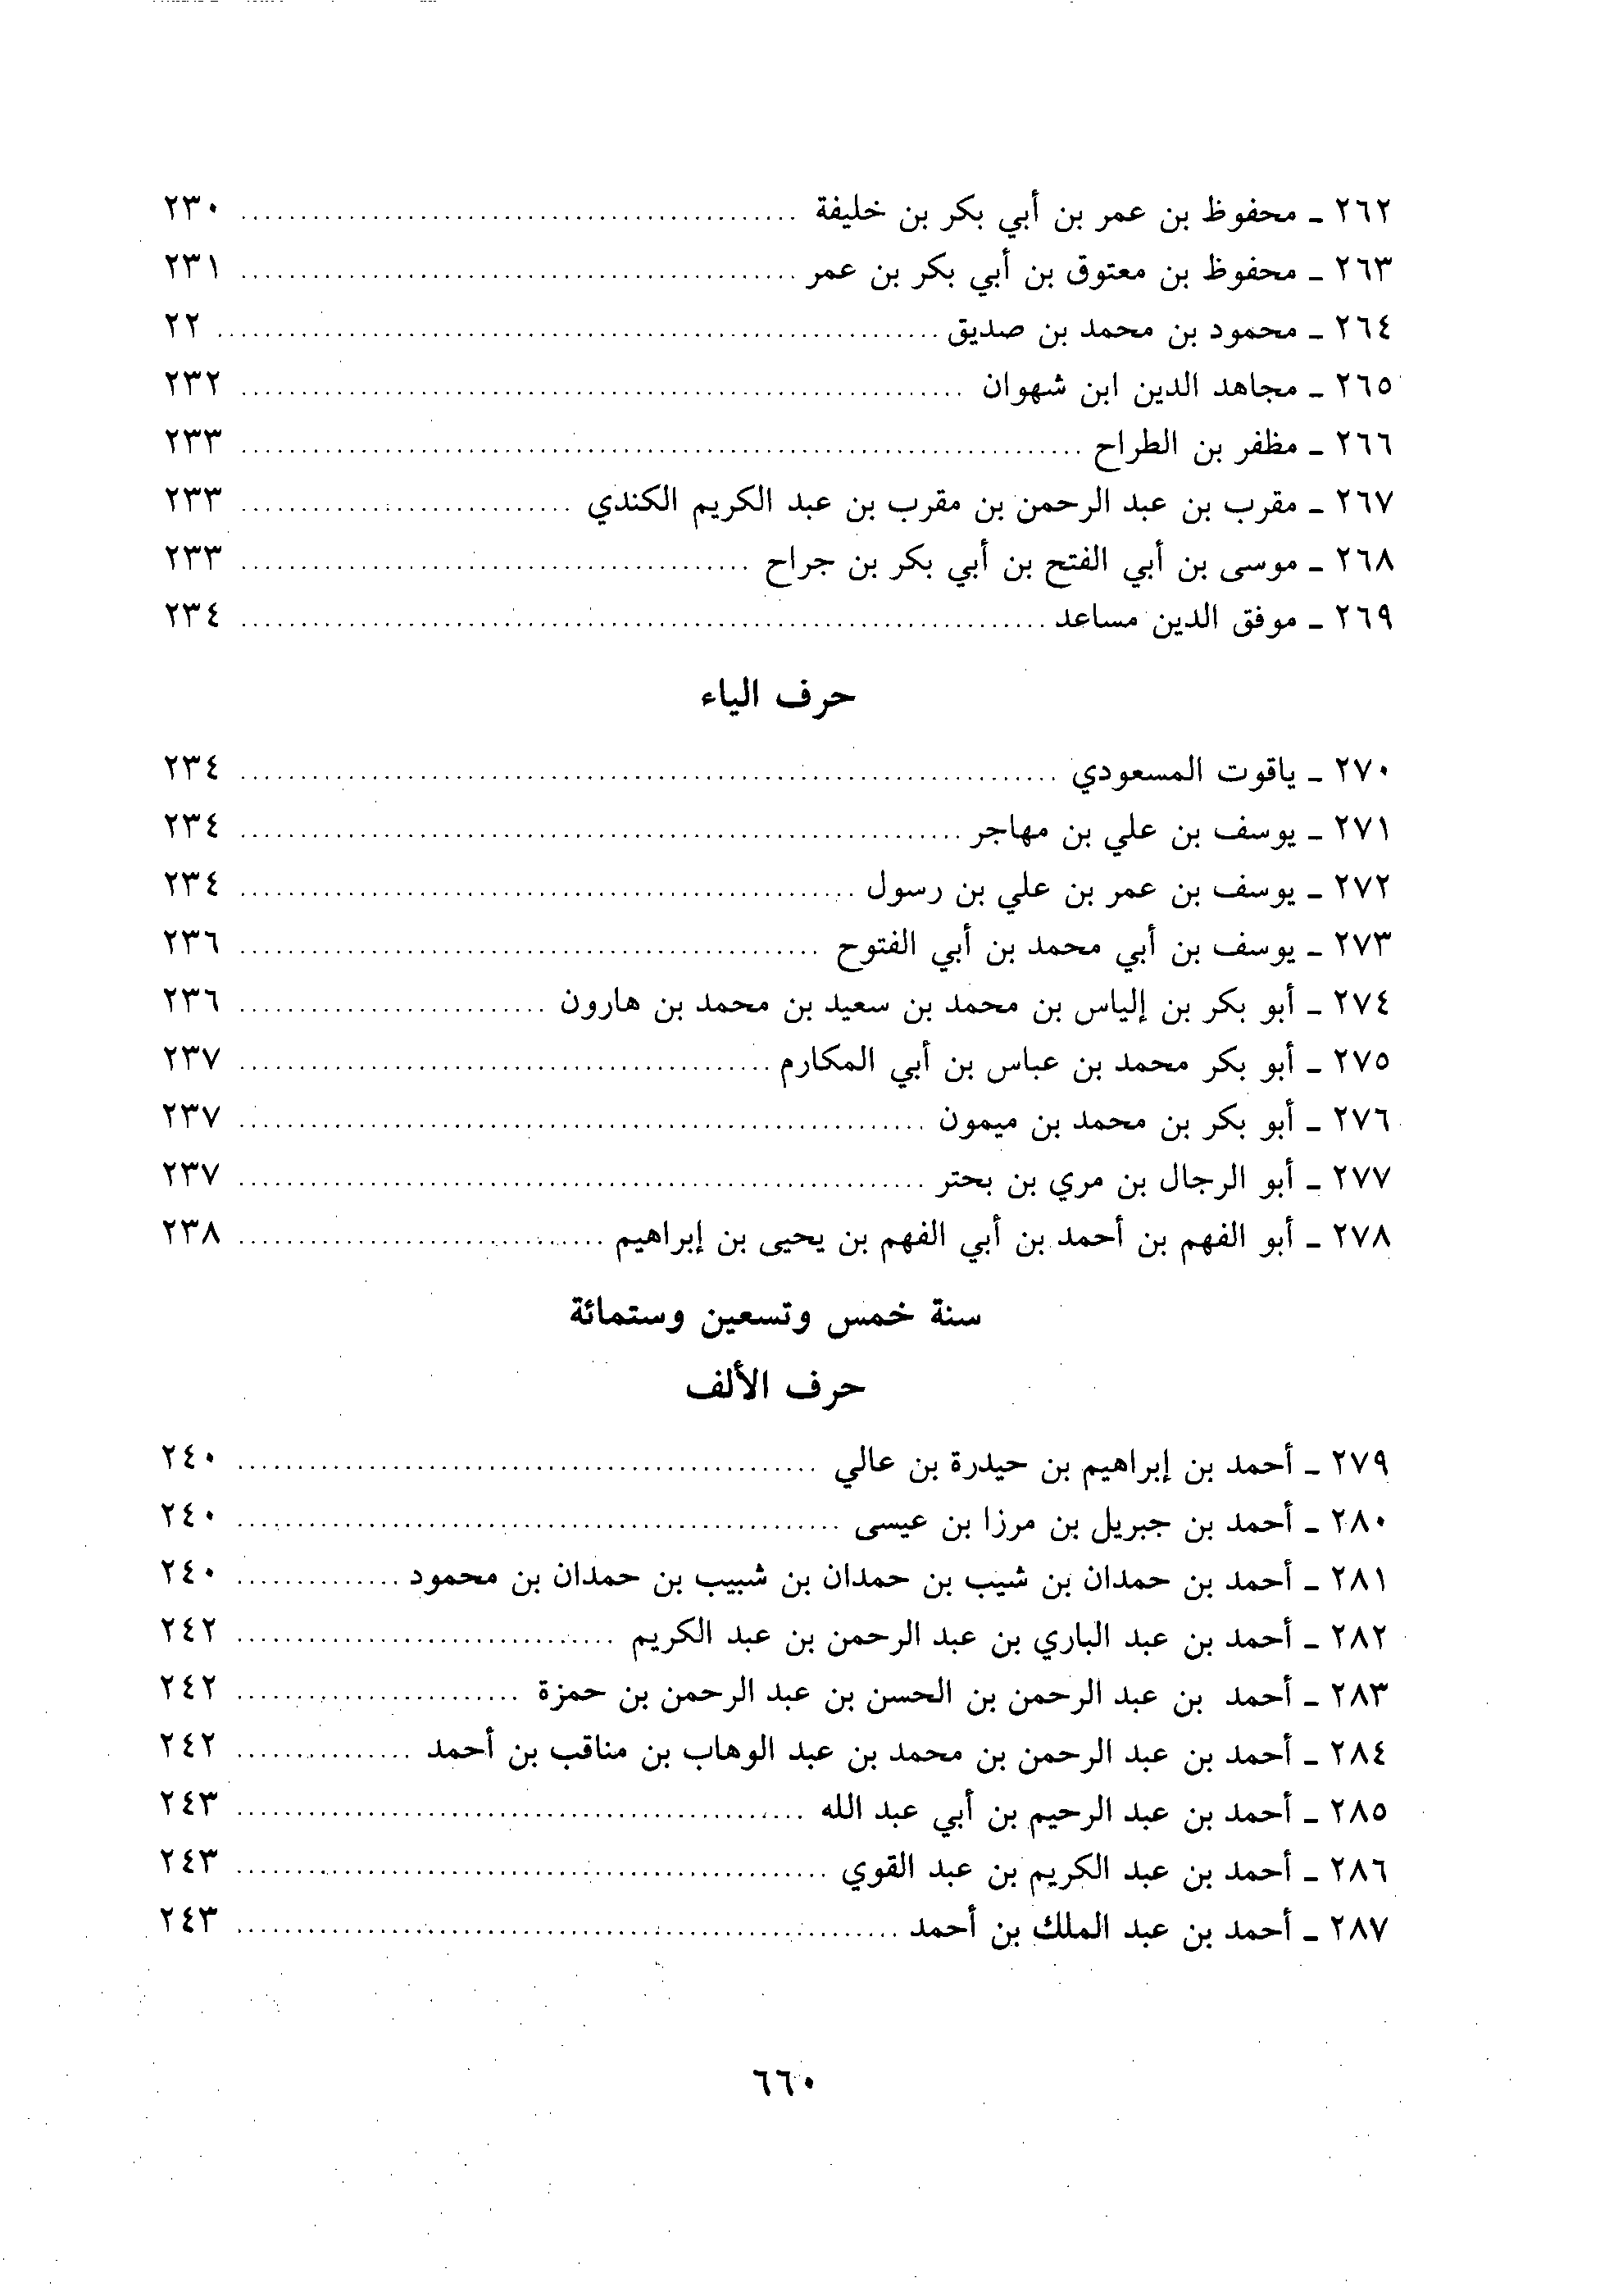 ٢٦٢ - محفوظ بن عمر بن أبي بكر بن خليفة ........ ٢٣٠
٢٦٣ - محفوظ بن معتوق بن أبي بكر بن عمر ........ ٢٣١
٢٦٤ - محمود بن محمد بن صديق ........ ٢٢
٢٦٥ - مجاهد الدين ابن شهوان ........ ٢٣٢
٢٦٦ - مظفر بن الطراح ........ ٢٣٣
٢٦٧ - مقرب بن عبد الرحمن بن مقرب بن عبد الكريم الكندي ........ ٢٣٣
٢٦٨ - موسى بن أبي الفتح بن أبي بكر بن جراح ........ ٢٣٣
٢٦٩ - موفق الدين مساعد ........ ٢٣٤
حرف الياء
٢٧٠ - ياقوت المسعودي ........ ٢٣٤
٢٧١ - يوسف بن علي بن مهاجر ........ ٢٣٤
٢٧٢ - يوسف بن عمر بن علي بن رسول ........ ٢٣٤
٢٧٣ - يوسف بن أبي محمد بن أبي الفتوح ........ ٢٣٦
٢٧٤ - أبو بكر بن إلياس بن محمد بن سعيد بن محمد بن هارون ........ ٢٣٦
٢٧٥ - أبو بكر محمد بن عباس بن أبي المكارم ........ ٢٣٧
٢٧٦ - أبو بكر بن محمد بن ميمون ........ ٢٣٧
٢٧٧ - أبو الرجال بن مري بن بحتر ........ ٢٣٧
٢٧٨ - أبو الفهم بن أحمد بن أبي الفهم بن يحيى بن إبراهيم ........ ٢٣٨
سنة خمس وتسعين وستمائة
حرف الألف
٢٧٩ - أحمد بن إبراهيم بن حيدرة بن عالي ........ ٢٤٠
٢٨٠ - أحمد بن جبريل بن مرزا بن عيسى ........ ٢٤٠
٢٨١ - أحمد بن حمدان بن شيب بن حمدان بن شبيب بن حمدان بن محمود ........ ٢٤٠
٢٨٢ - أحمد بن عبد الباري بن عبد الرحمن بن عبد الكريم ........ ٢٤٢
٢٨٣ - أحمد بن عبد الرحمن بن الحسن بن عبد الرحمن بن حمزة ........ ٢٤٢
٢٨٤ - أحمد بن عبد الرحمن بن محمد بن عبد الوهاب بن مناقب بن أحمد ........ ٢٤٢
٢٨٥ - أحمد بن عبد الرحيم بن أبي عبد الله ........ ٢٤٣
٢٨٦ - أحمد بن عبد الكريم بن عبد القوي ........ ٢٤٣
٢٨٧ - أحمد بن عبد الملك بن أحمد ........ ٢٤٣
٦٦٠